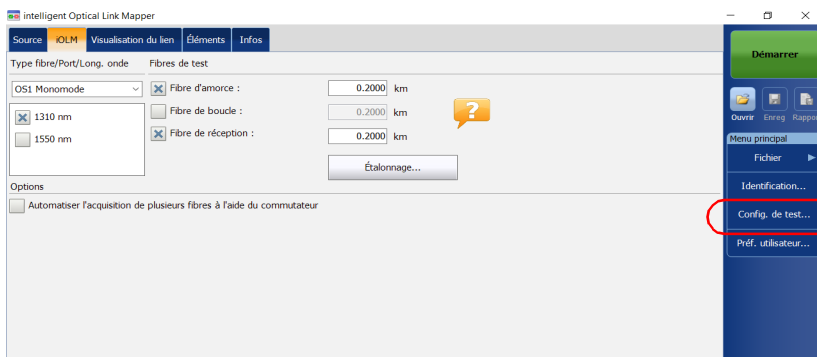 intelligent Optical Link Mapper
Source iOLM Visualisation du lien Éléments Infos
Type fibre/Port/Long. onde Fibres de test
OS1 Monomode
1310 nm
1550 nm
Fibre d'amorce : 0.2000 km
Fibre de boucle : 0.2000 km
Fibre de réception : 0.2000 km
?
Étalonnage...
Options
Automatiser l'acquisition de plusieurs fibres à l'aide du commutateur
Démarrer
Ouvrir Enreg Rappor
Menu principal
Fichier
Identification...
Config. de test...
Préf. utilisateur...